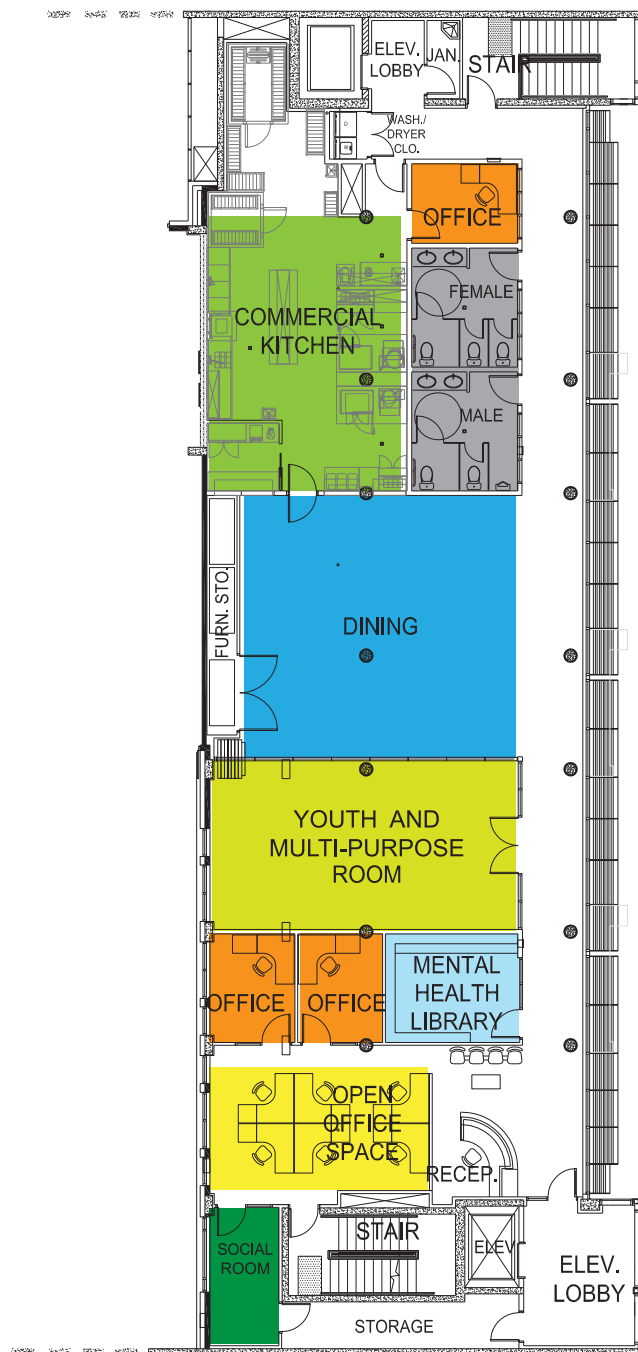 ELEV.
LOBBY
JAN.
STAIR
WASH./
DRYER
CLO.
OFFICE
FEMALE
COMMERCIAL
KITCHEN
MALE
FURN. STO.
DINING
YOUTH AND
MULTI-PURPOSE
ROOM
OFFICE
OFFICE
MENTAL
HEALTH
LIBRARY
OPEN
OFFICE
SPACE
RECEP.
STAIR
ELEV
SOCIAL
ROOM
ELEV.
LOBBY
STORAGE